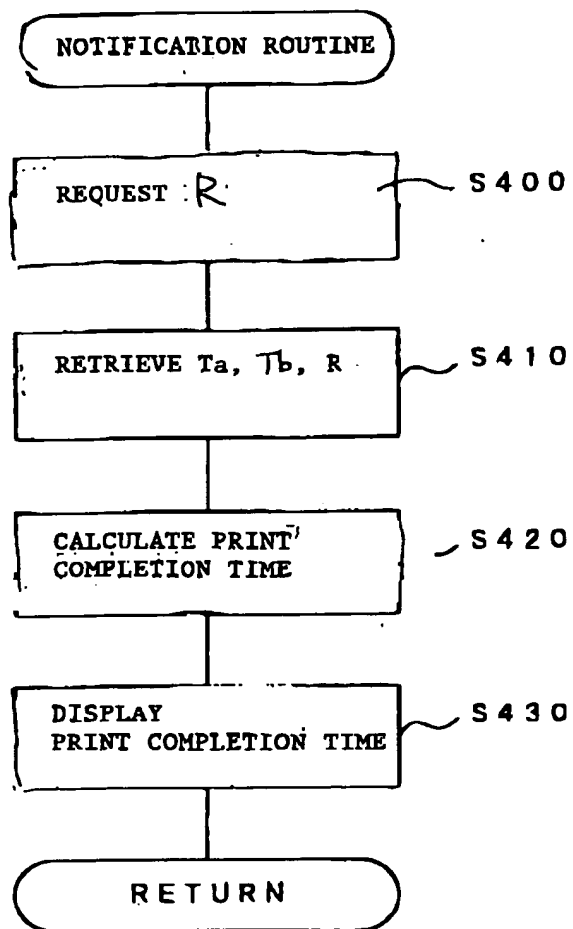 NOTIFICATION ROUTINE
REQUEST R
S400
RETRIEVE Ta, Tb, R
S410
CALCULATE PRINT
COMPLETION TIME
S420
DISPLAY
PRINT COMPLETION TIME
S430
RETURN